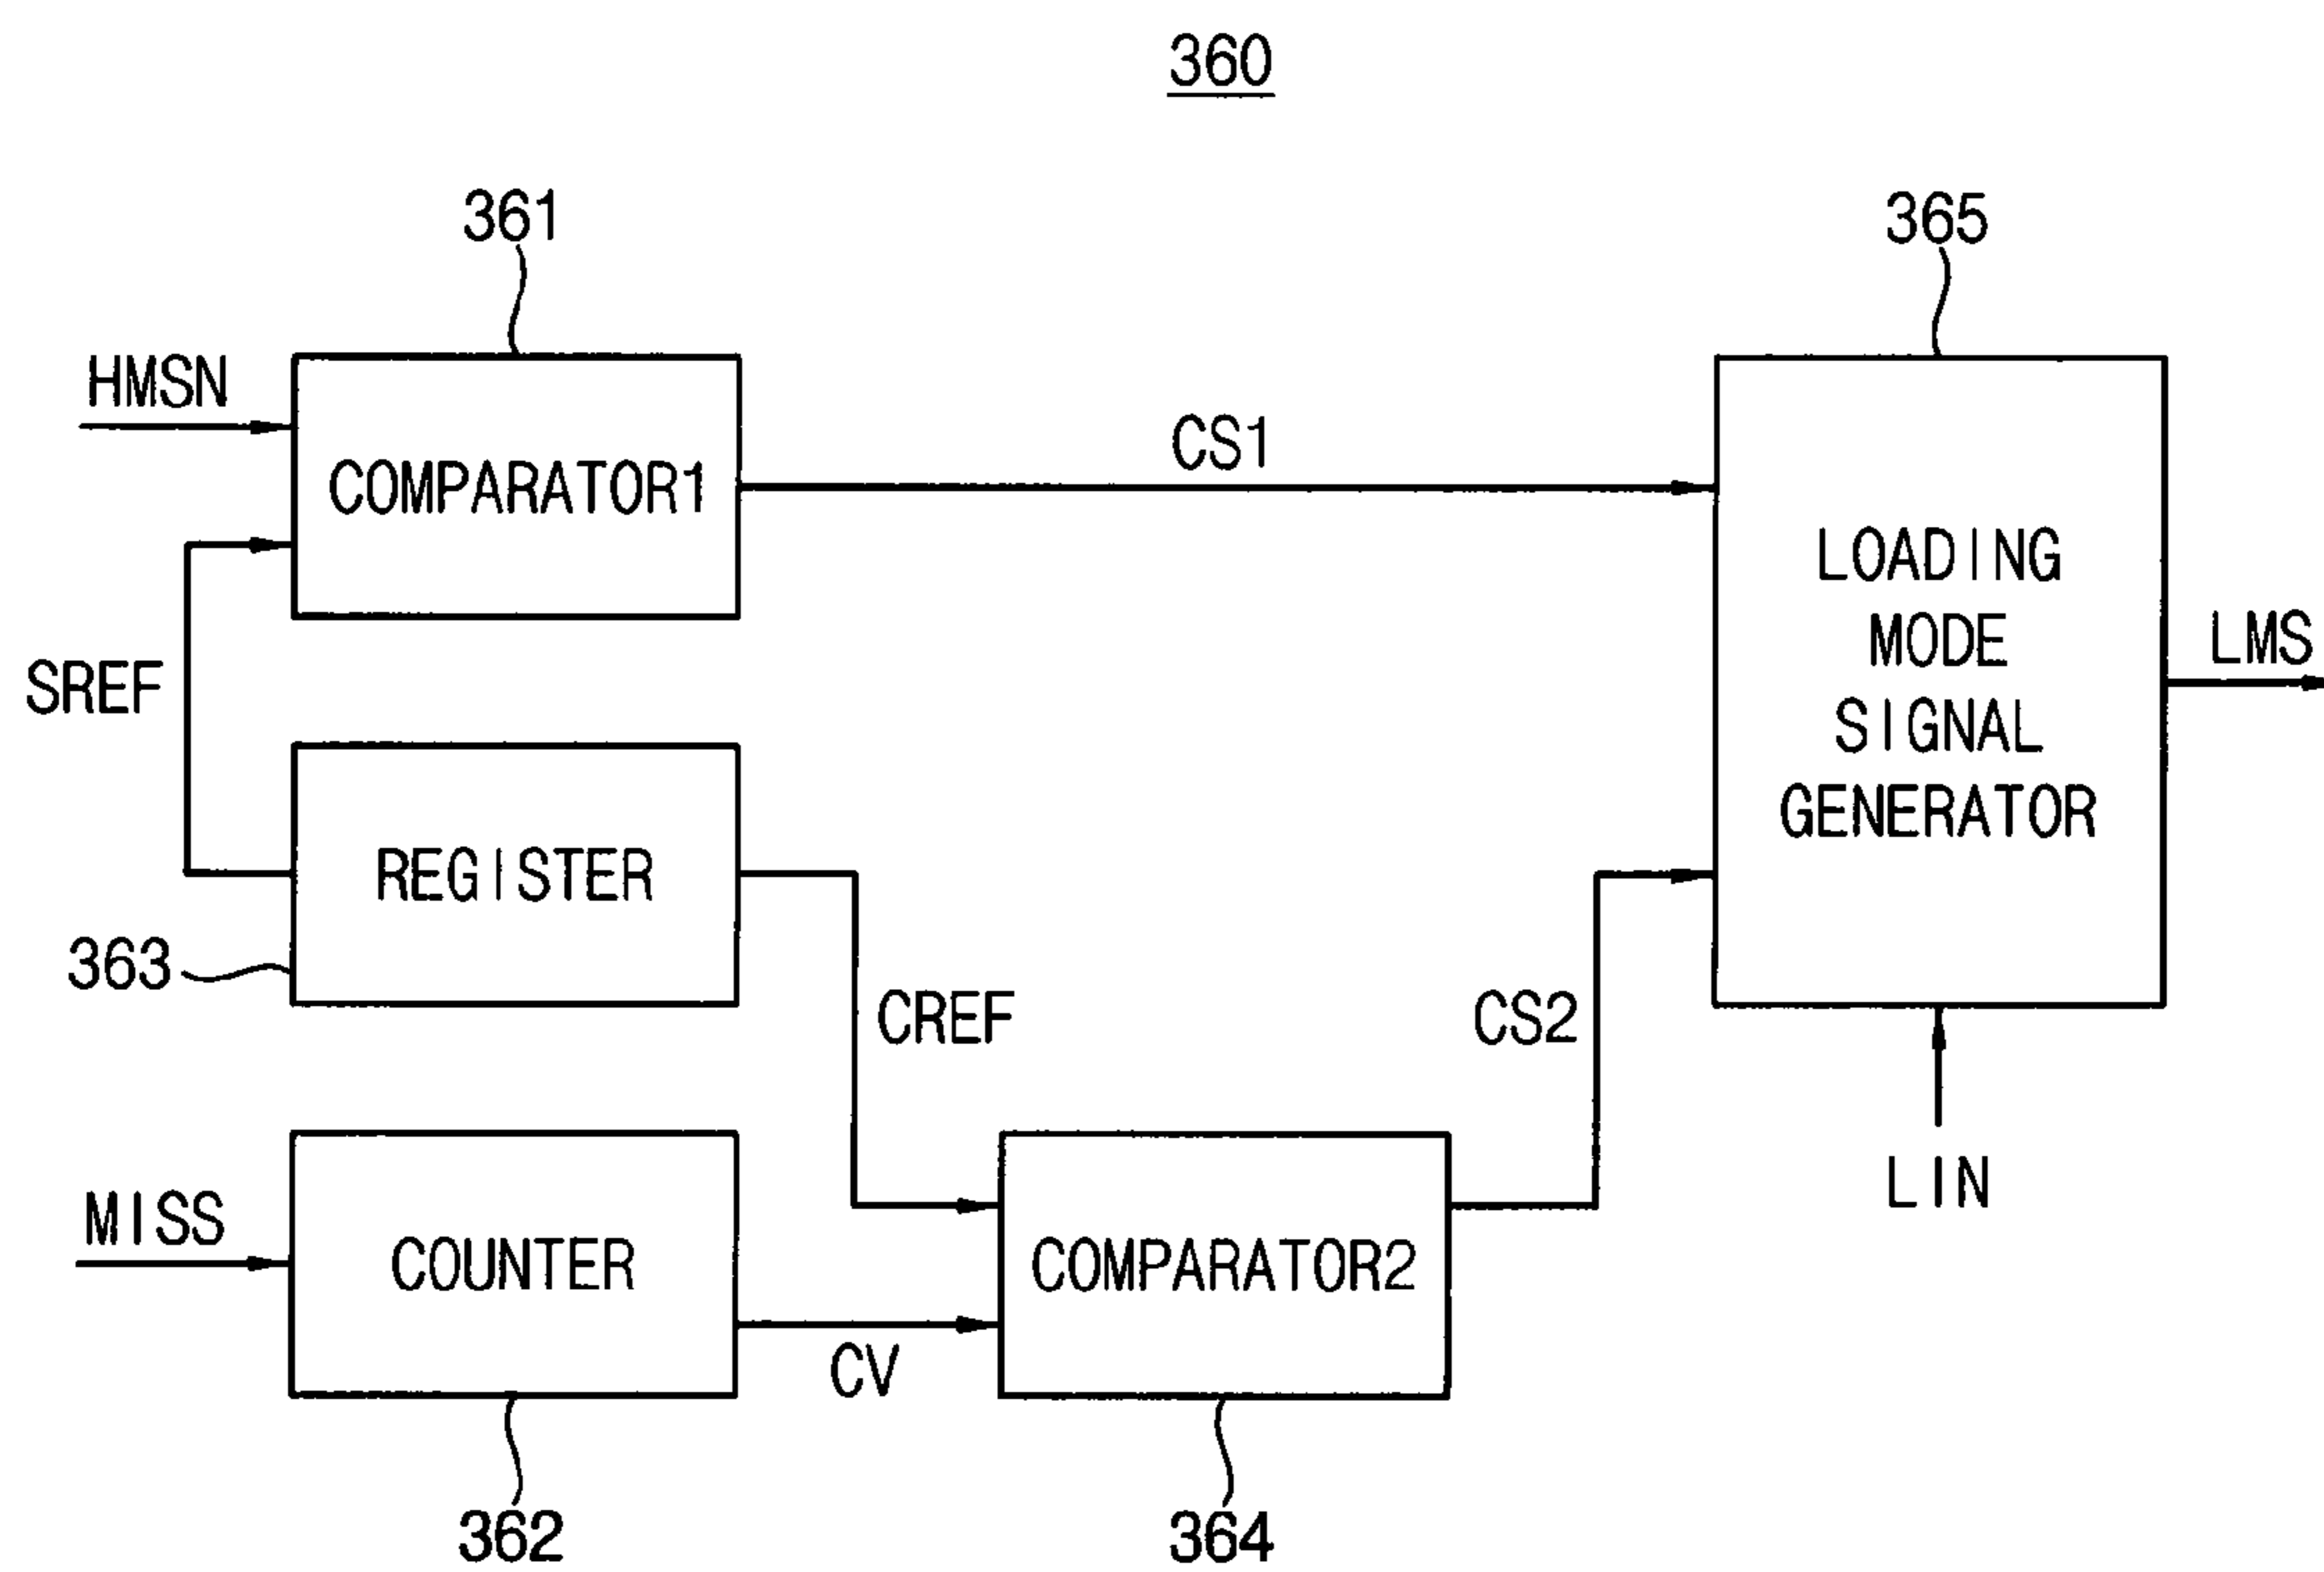 360
361
365
HMSN
COMPARATOR1
CS1
LOADING
MODE
SIGNAL
GENERATOR
LMS
SREF
REGISTER
363
CREF
CS2
LIN
MISS
COUNTER
CV
COMPARATOR2
362
364